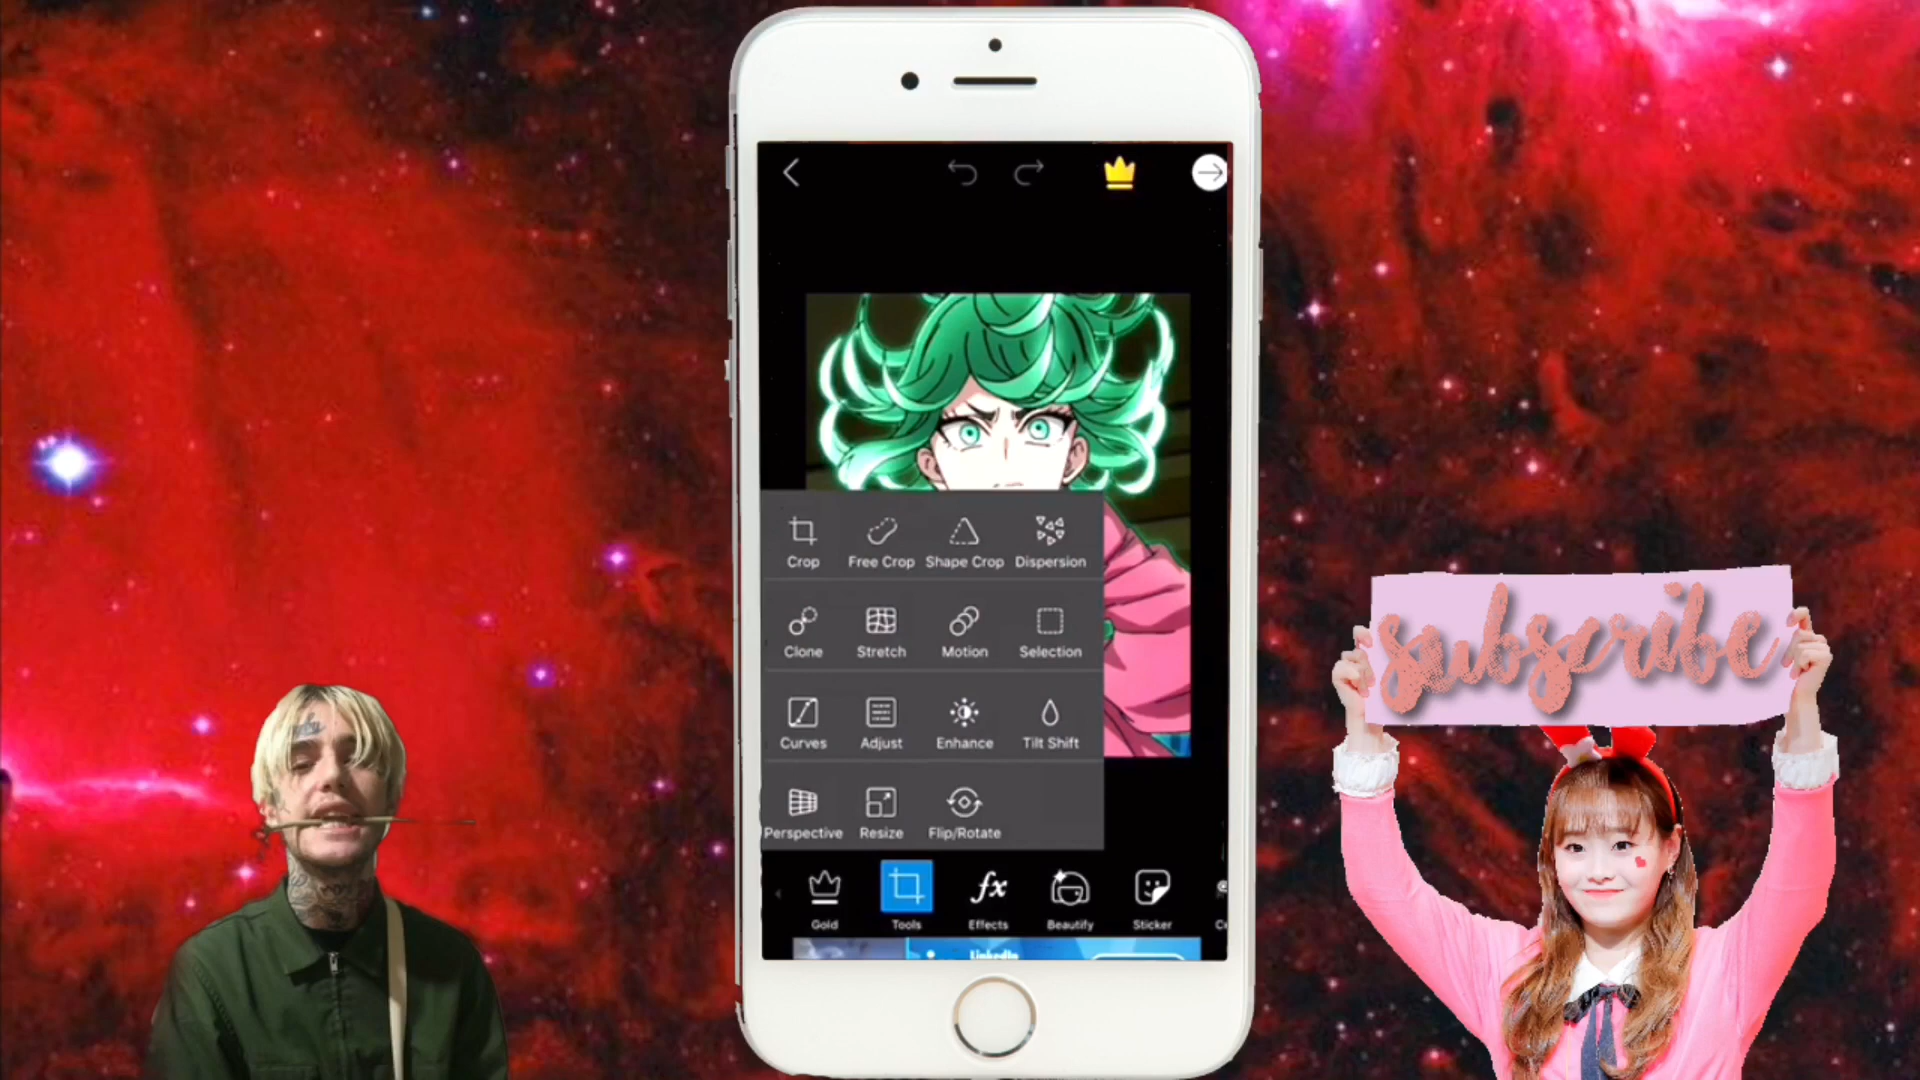 Crop Free Crop Shape Crop Dispersion
Clone Stretch Motion Selection
Curves Adjust Enhance Tilt Shift
Perspective Resize Flip/Rotate
Gold Tools Effects Beautify Sticker
LinkedIn
subscribe